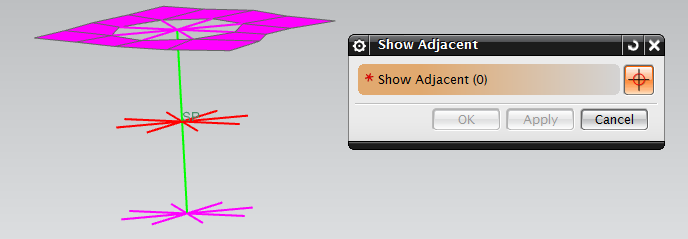 Show Adjacent
* Show Adjacent (0)
SP
OK Apply Cancel